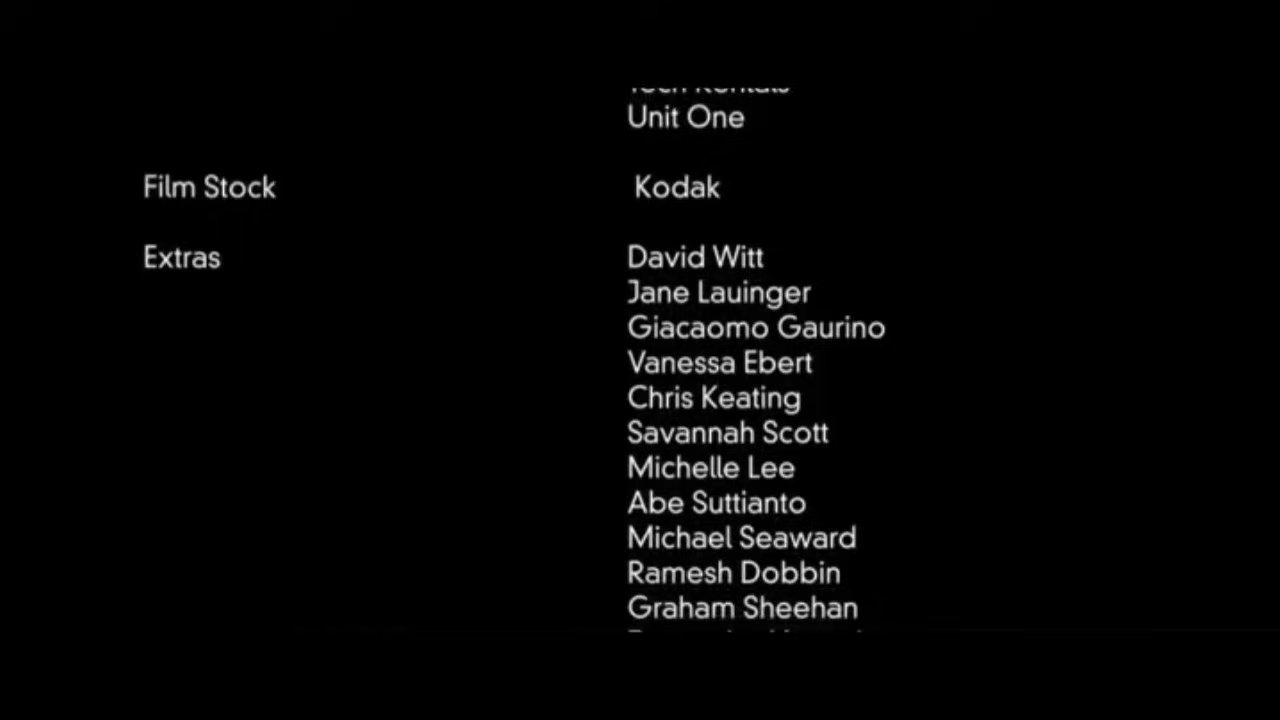 Unit One
Film Stock Kodak
Extras David Witt
Jane Lauinger
Giacaomo Gaurino
Vanessa Ebert
Chris Keating
Savannah Scott
Michelle Lee
Abe Suttianto
Michael Seaward
Ramesh Dobbin
Graham Sheehan